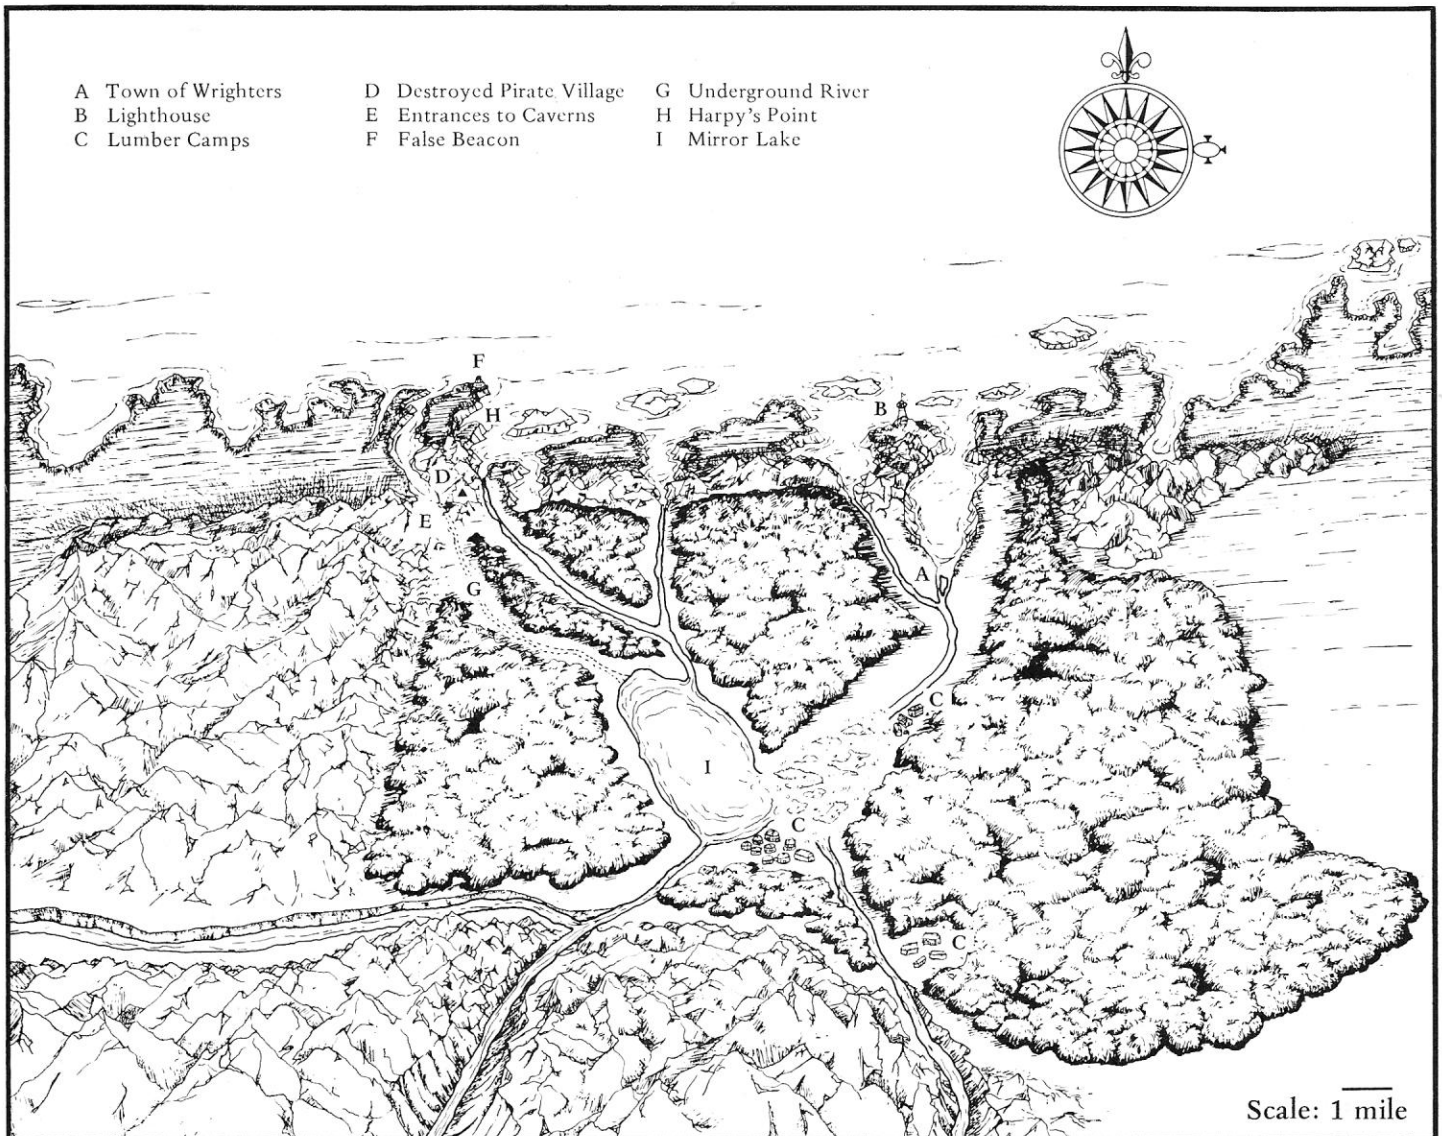 A Town of Wrighters
B Lighthouse
C Lumber Camps
D Destroyed Pirate Village
E Entrances to Caverns
F False Beacon
G Underground River
H Harpy's Point
I Mirror Lake
F
H
B
D
E
A
G
C
I
C
C
Scale: 1 mile